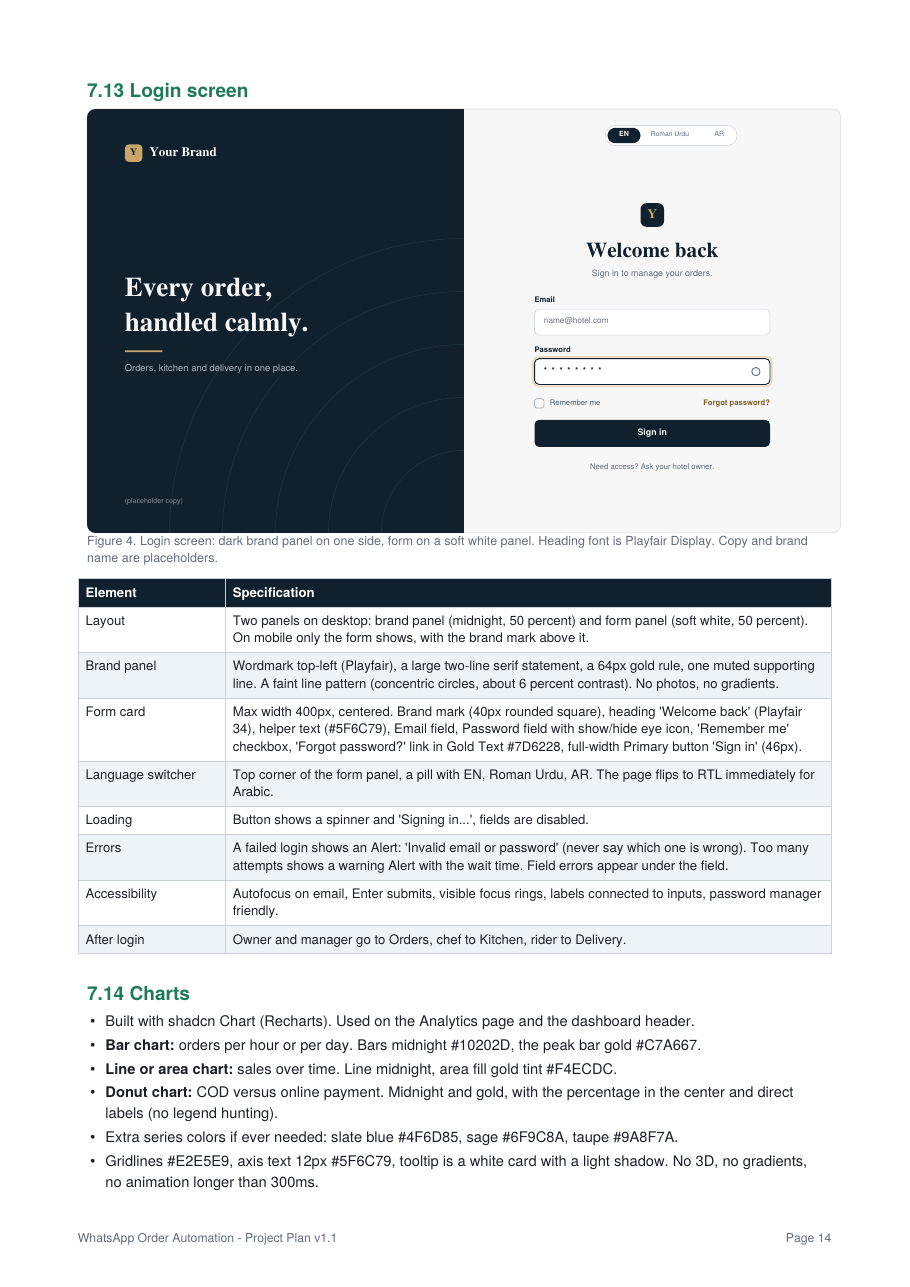 7.13 Login screen
Y Your Brand
Every order,
handled calmly.
Orders, kitchen and delivery in one place.
(placeholder copy)
EN Roman Urdu AR
Y
Welcome back
Sign in to manage your orders.
Email
name@hotel.com
Password
* * * * * * * *
Remember me Forgot password?
Sign in
Need access? Ask your hotel owner.
Figure 4. Login screen: dark brand panel on one side, form on a soft white panel. Heading font is Playfair Display. Copy and brand
name are placeholders.
Element Specification
Layout Two panels on desktop: brand panel (midnight, 50 percent) and form panel (soft white, 50 percent).
On mobile only the form shows, with the brand mark above it.
Brand panel Wordmark top-left (Playfair), a large two-line serif statement, a 64px gold rule, one muted supporting
line. A faint line pattern (concentric circles, about 6 percent contrast). No photos, no gradients.
Form card Max width 400px, centered. Brand mark (40px rounded square), heading 'Welcome back' (Playfair
34), helper text (#5F6C79), Email field, Password field with show/hide eye icon, 'Remember me'
checkbox, 'Forgot password?' link in Gold Text #7D6228, full-width Primary button 'Sign in' (46px).
Language switcher Top corner of the form panel, a pill with EN, Roman Urdu, AR. The page flips to RTL immediately for
Arabic.
Loading Button shows a spinner and 'Signing in...', fields are disabled.
Errors A failed login shows an Alert: 'Invalid email or password' (never say which one is wrong). Too many
attempts shows a warning Alert with the wait time. Field errors appear under the field.
Accessibility Autofocus on email, Enter submits, visible focus rings, labels connected to inputs, password manager
friendly.
After login Owner and manager go to Orders, chef to Kitchen, rider to Delivery.
7.14 Charts
• Built with shadcn Chart (Recharts). Used on the Analytics page and the dashboard header.
• Bar chart: orders per hour or per day. Bars midnight #10202D, the peak bar gold #C7A667.
• Line or area chart: sales over time. Line midnight, area fill gold tint #F4ECDC.
• Donut chart: COD versus online payment. Midnight and gold, with the percentage in the center and direct
labels (no legend hunting).
• Extra series colors if ever needed: slate blue #4F6D85, sage #6F9C8A, taupe #9A8F7A.
• Gridlines #E2E5E9, axis text 12px #5F6C79, tooltip is a white card with a light shadow. No 3D, no gradients,
no animation longer than 300ms.
WhatsApp Order Automation - Project Plan v1.1 Page 14